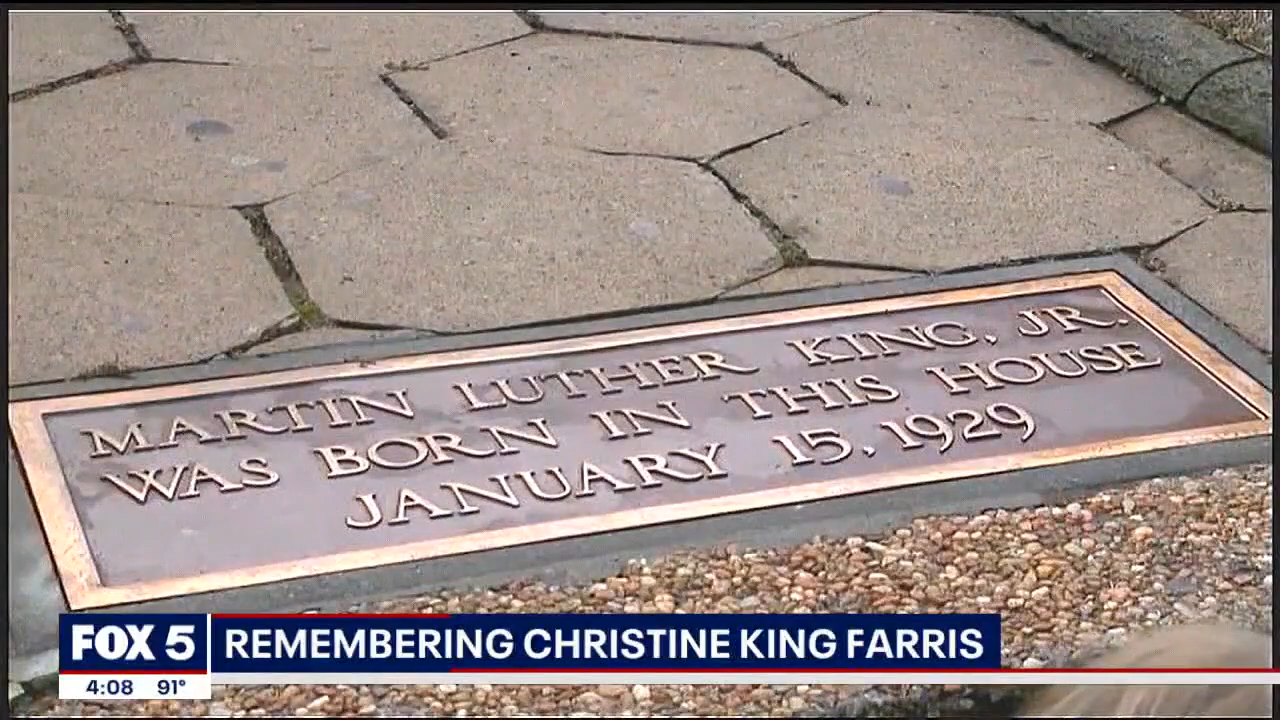 MARTIN LUTHER KING, JR.
WAS BORN IN THIS HOUSE
JANUARY 15, 1929
FOX 5
REMEMBERING CHRISTINE KING FARRIS
4:08 91°